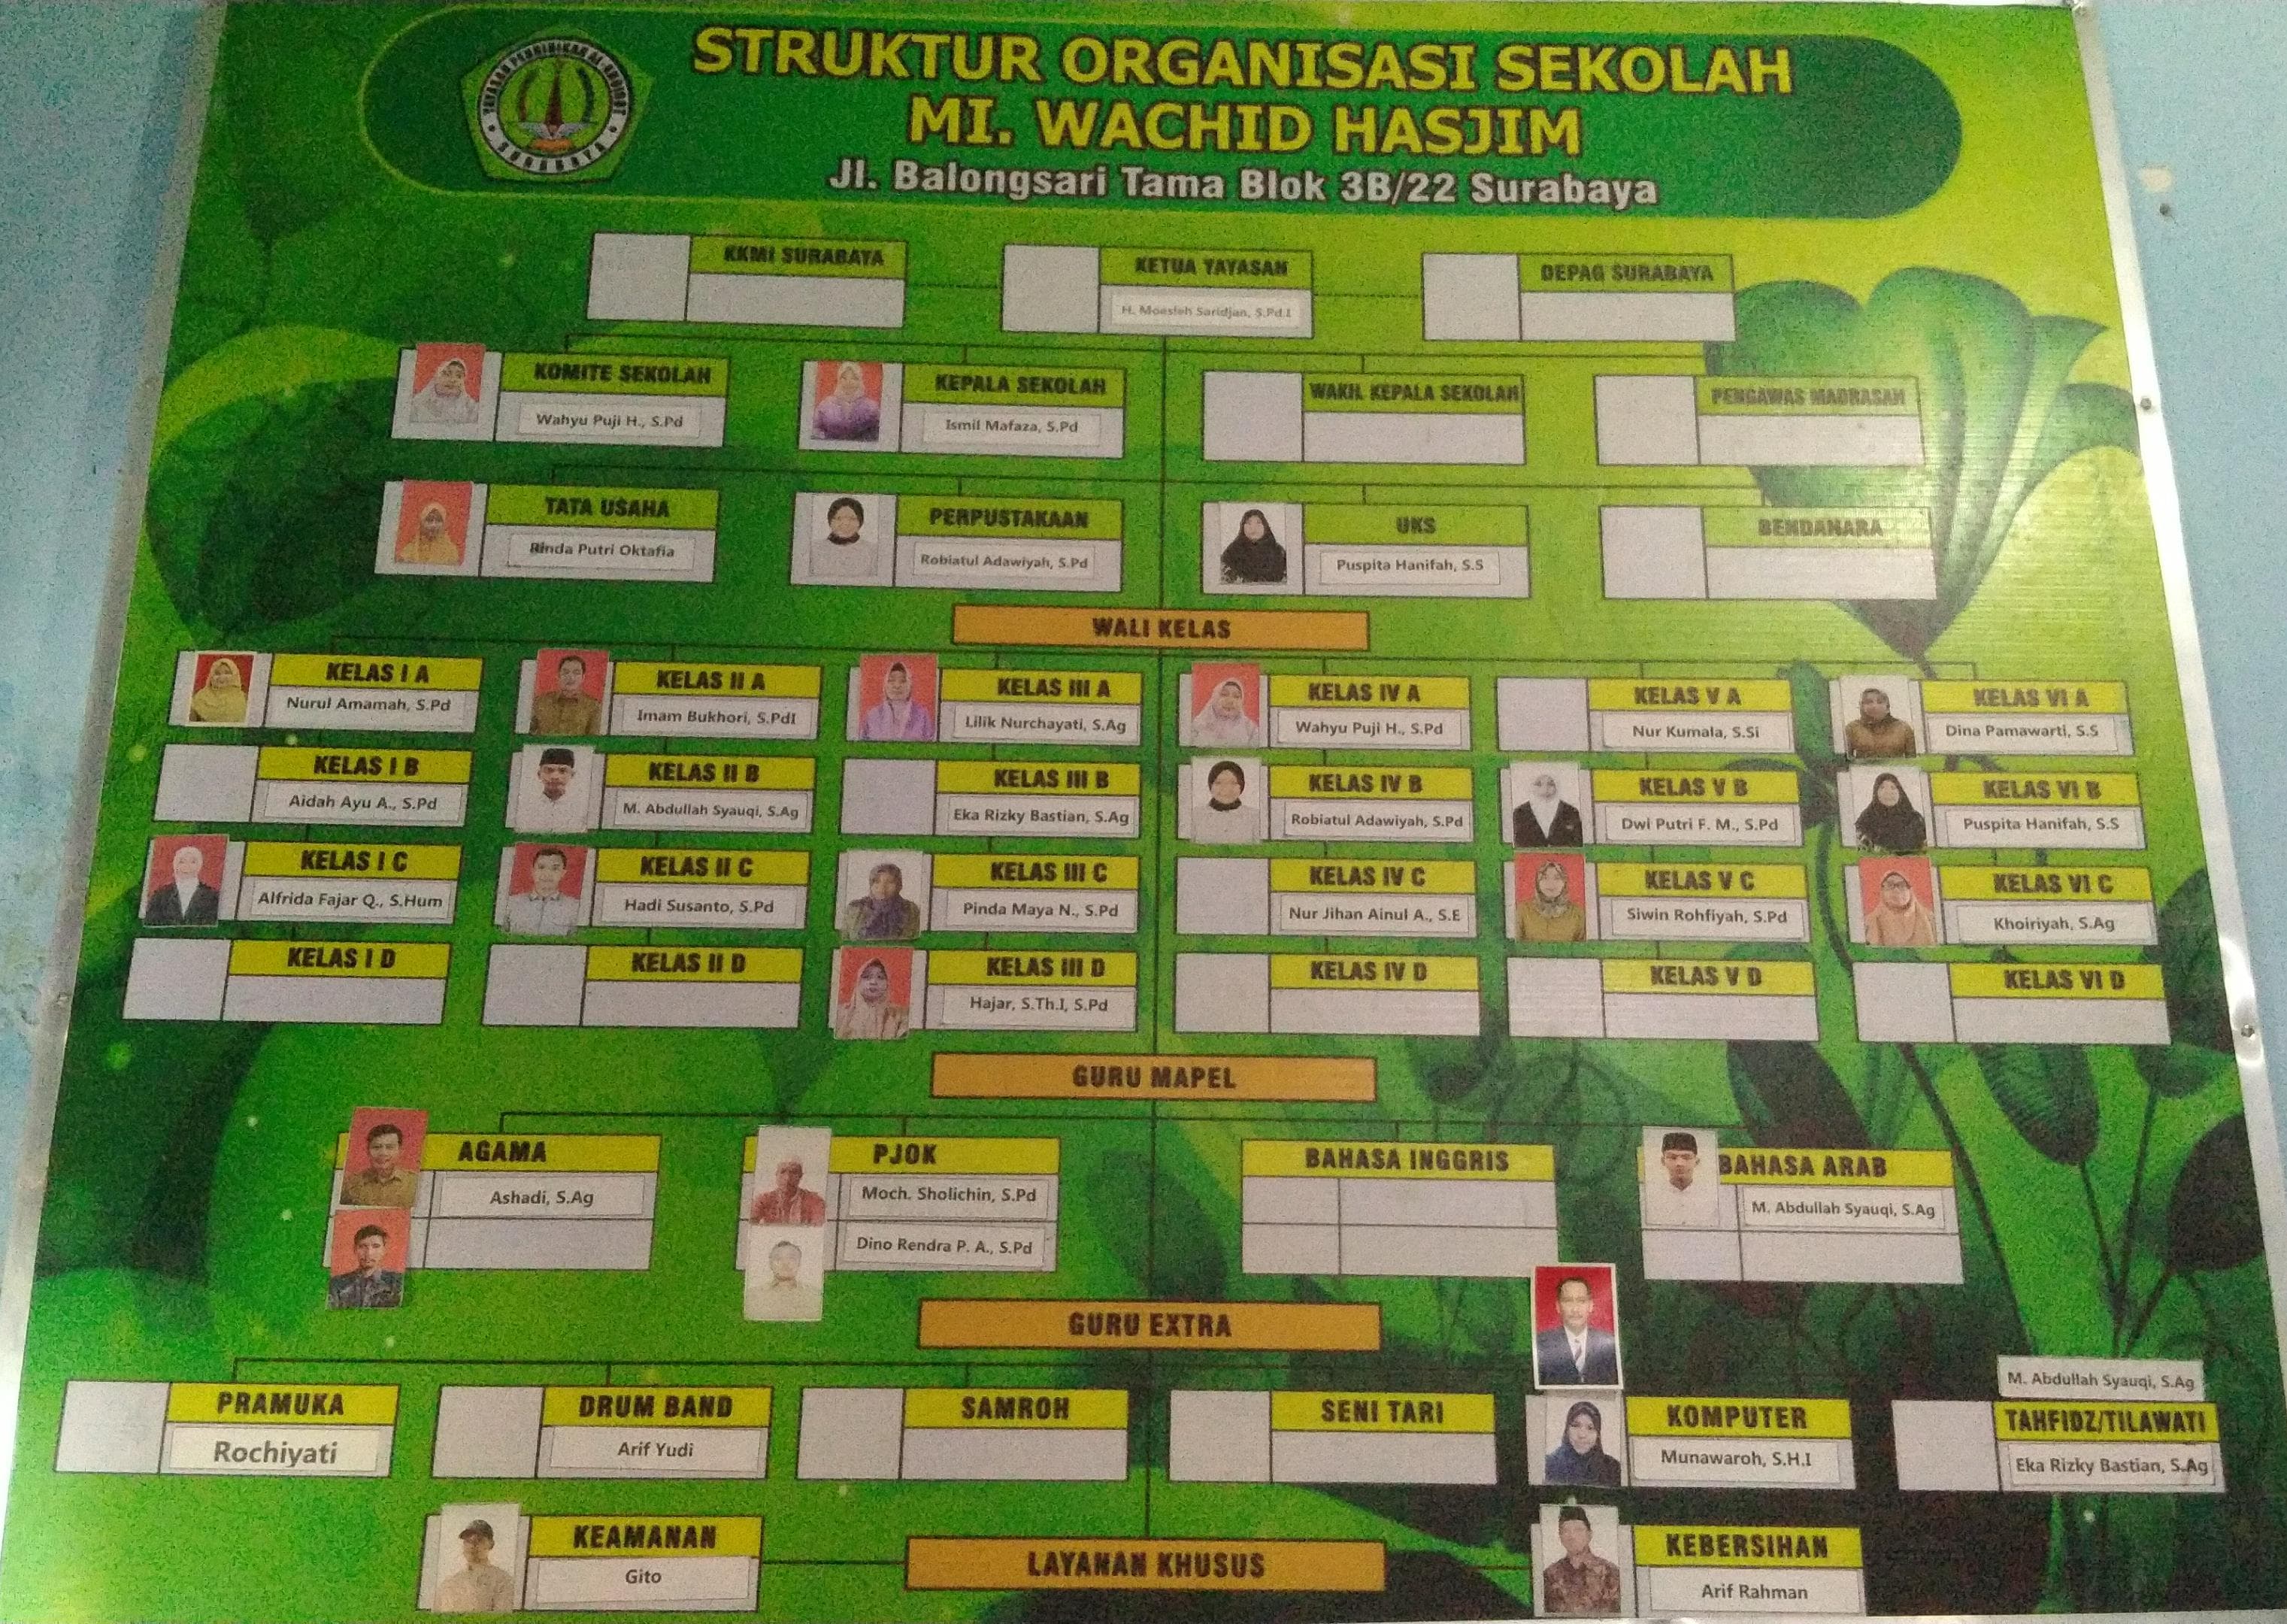 STRUKTUR ORGANISASI SEKOLAH
MI. WACHID HASJIM
Jl. Balongsari Tama Blok 3B/22 Surabaya
SURABAYA
KKMI SURABAYA
KETUA YAYASAN
H. Moesleh Saridjan, S.Pd.I
DEPAG SURABAYA
KOMITE SEKOLAH
Wahyu Puji H., S.Pd
KEPALA SEKOLAH
Ismil Mafaza, S.Pd
WAKIL KEPALA SEKOLAH
PENGAWAS MADRASAH
TATA USAHA
Rinda Putri Oktafia
PERPUSTAKAAN
Robiatul Adawiyah, S.Pd
UKS
Puspita Hanifah, S.S
BENDAHARA
WALI KELAS
KELAS I A
Nurul Amamah, S.Pd
KELAS II A
Imam Bukhori, S.PdI
KELAS III A
Lilik Nurchayati, S.Ag
KELAS IV A
Wahyu Puji H., S.Pd
KELAS V A
Nur Kumala, S.Si
KELAS VI A
Dina Pamawarti, S.S
KELAS I B
Aidah Ayu A., S.Pd
KELAS II B
M. Abdullah Syauqi, S.Ag
KELAS III B
Eka Rizky Bastian, S.Ag
KELAS IV B
Robiatul Adawiyah, S.Pd
KELAS V B
Dwi Putri F. M., S.Pd
KELAS VI B
Puspita Hanifah, S.S
KELAS I C
Alfrida Fajar Q., S.Hum
KELAS II C
Hadi Susanto, S.Pd
KELAS III C
Pinda Maya N., S.Pd
KELAS IV C
Nur Jihan Ainul A., S.E
KELAS V C
Siwin Rohfiyah, S.Pd
KELAS VI C
Khoiriyah, S.Ag
KELAS I D
KELAS II D
KELAS III D
Hajar, S.Th.I, S.Pd
KELAS IV D
KELAS V D
KELAS VI D
GURU MAPEL
AGAMA
Ashadi, S.Ag
PJOK
Moch. Sholichin, S.Pd
Dino Rendra P. A., S.Pd
BAHASA INGGRIS
BAHASA ARAB
M. Abdullah Syauqi, S.Ag
GURU EXTRA
PRAMUKA
Rochiyati
DRUM BAND
Arif Yudi
SAMROH
SENI TARI
KOMPUTER
Munawaroh, S.H.I
M. Abdullah Syauqi, S.Ag
TAHFIDZ/TILAWATI
Eka Rizky Bastian, S.Ag
KEAMANAN
Gito
LAYANAN KHUSUS
KEBERSIHAN
Arif Rahman